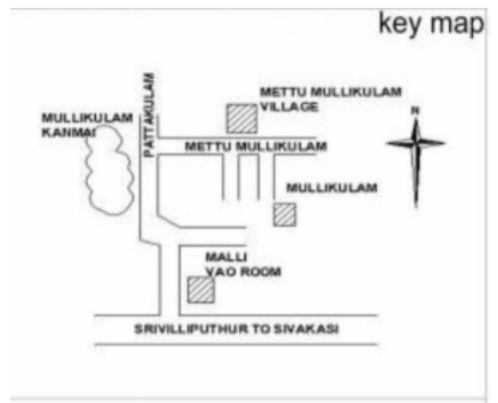 key map
METTU MULLIKULAM
VILLAGE
MULLIKULAM
KANMAI
PATTAKULAM
N
METTU MULLIKULAM
MULLIKULAM
MALLI
VAO ROOM
SRIVILLIPUTHUR TO SIVAKASI